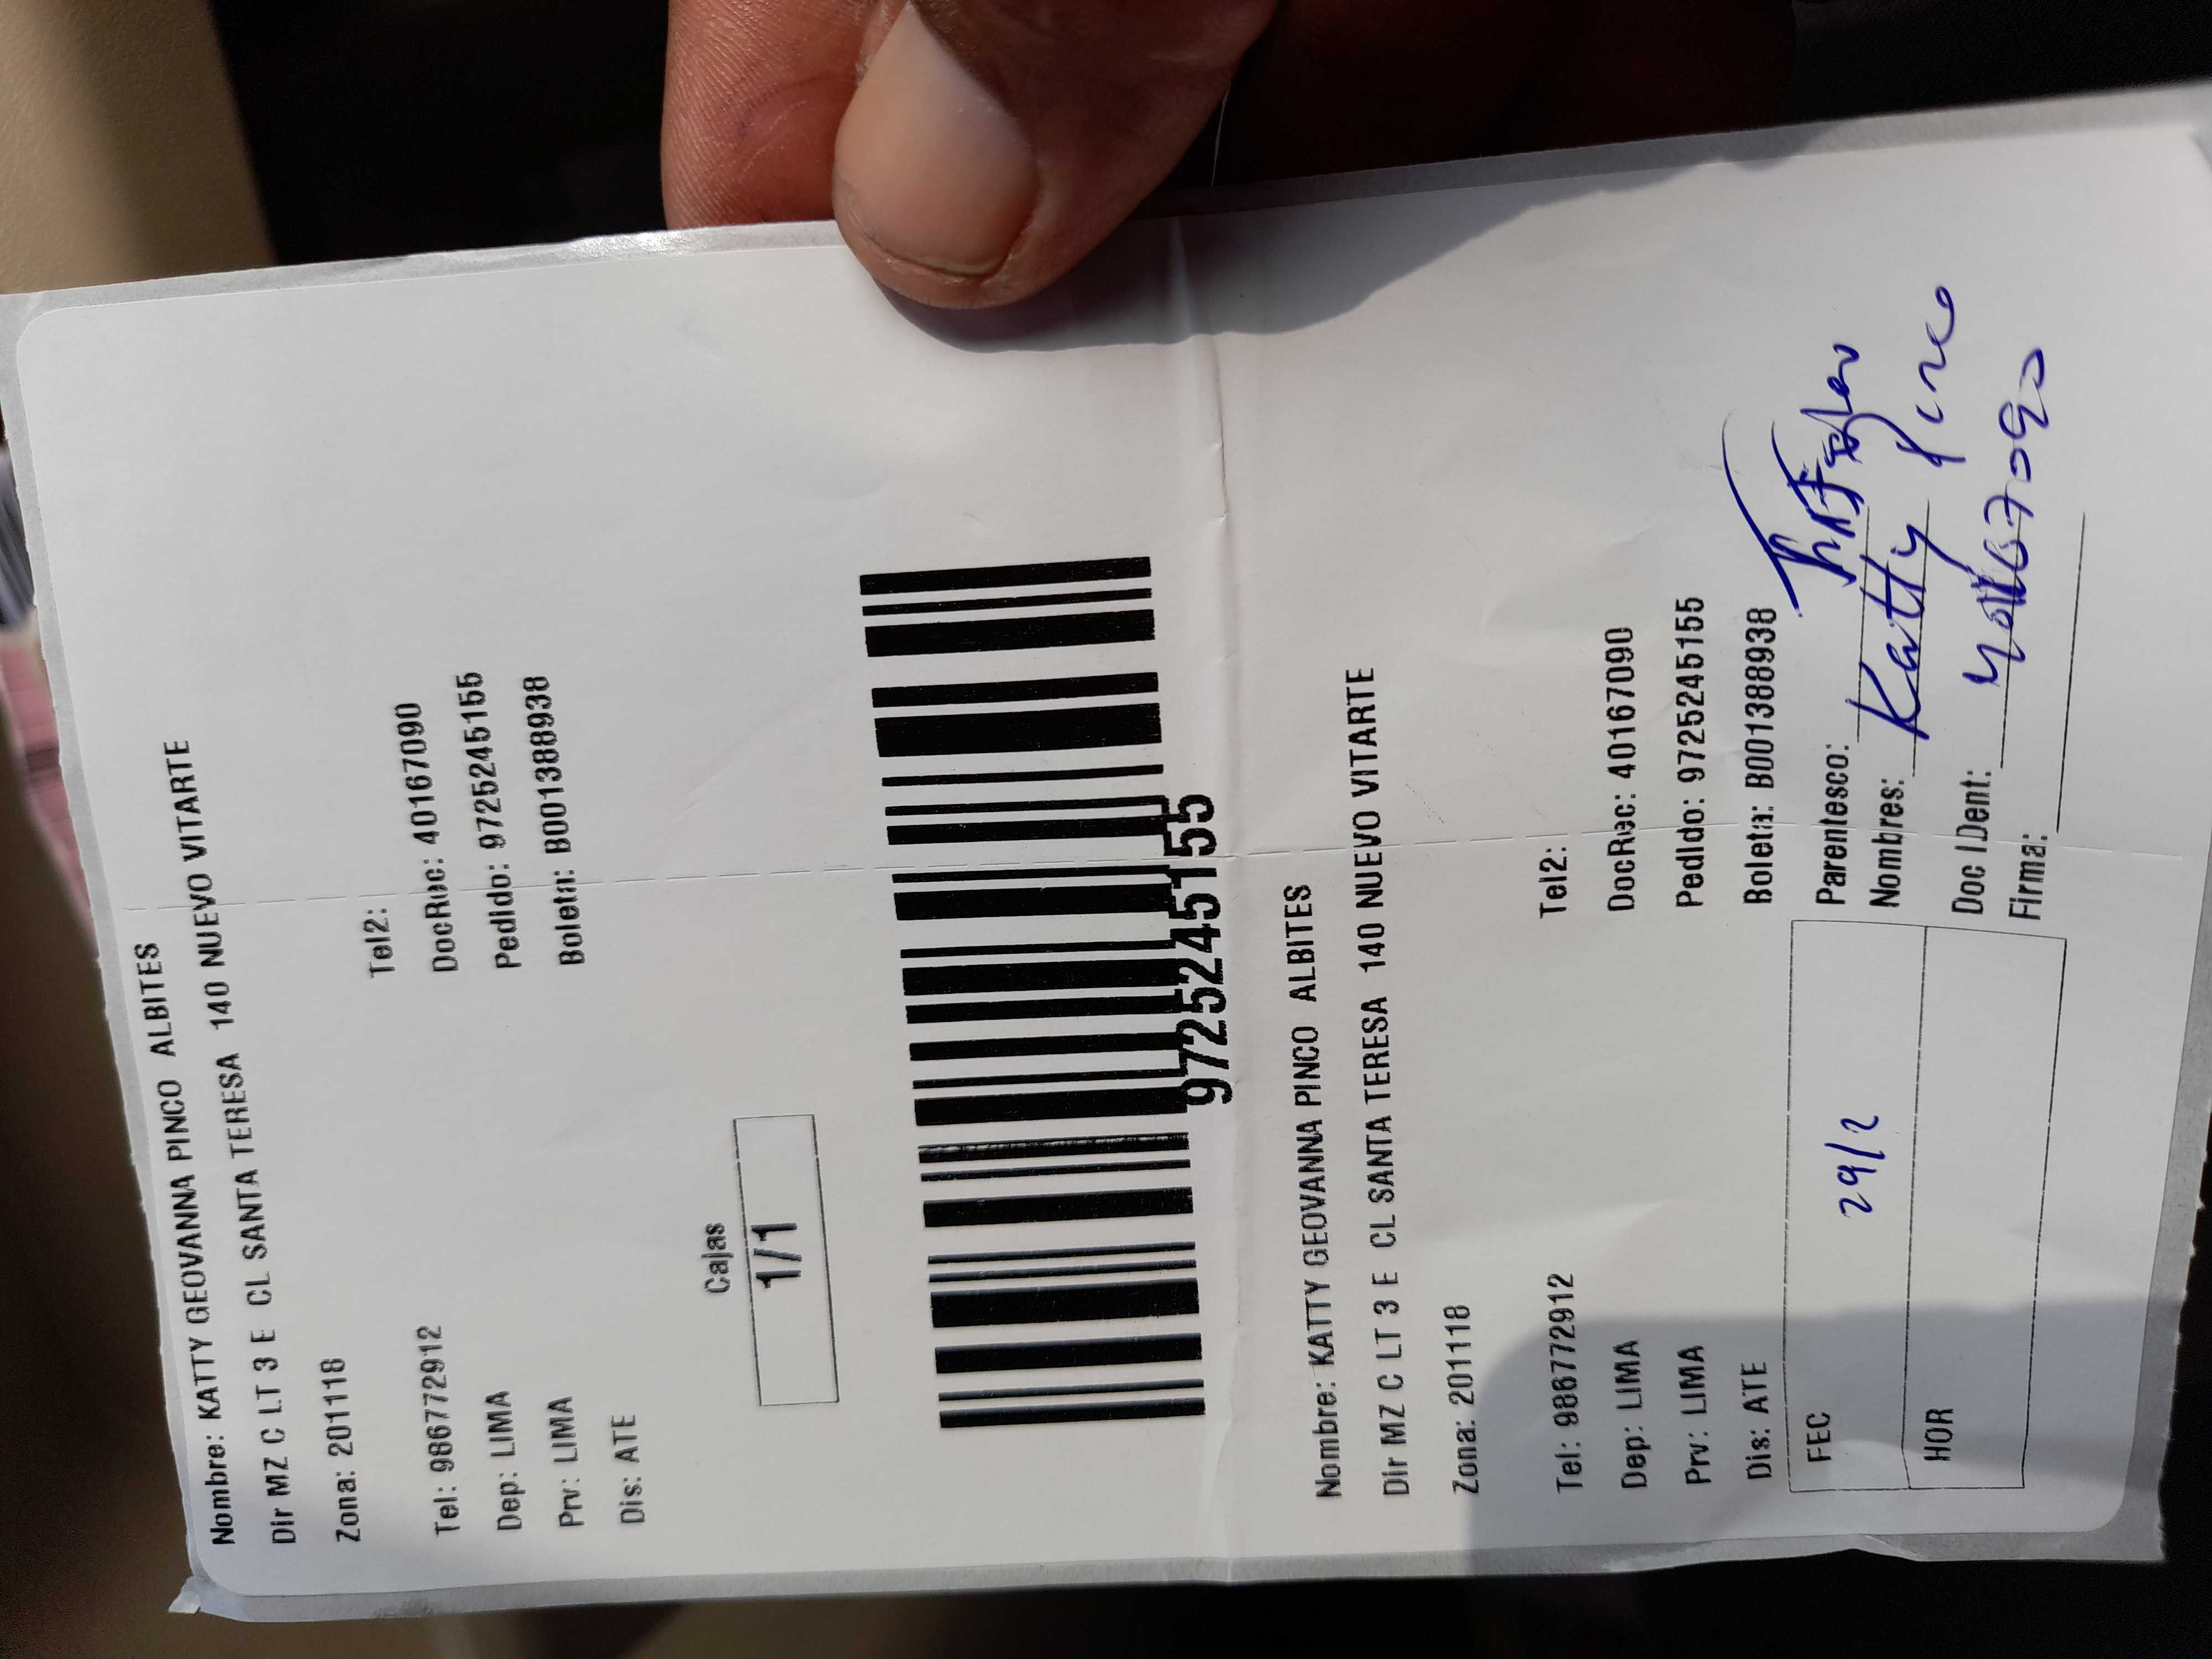 Nombre: KATTY GEOVANNA PINCO ALBITES
Dir MZ C LT 3 E CL SANTA TERESA 140 NUEVO VITARTE
Zona: 201118
Tel: 986772912 Tel2:
Dep: LIMA DocRec: 40167090
Prv: LIMA Pedido: 9725245155
Dis: ATE Boleta: B001388938
Cajas
1/1
9725245155
Nombre: KATTY GEOVANNA PINCO ALBITES
Dir MZ C LT 3 E CL SANTA TERESA 140 NUEVO VITARTE
Zona: 201118
Tel: 986772912 Tel2:
Dep: LIMA DocRec: 40167090
Prv: LIMA Pedido: 9725245155
Dis: ATE Boleta: B001388938
FEC 29/2 Parentesco:
Nombres: Katty Pinco
HOR Doc IDent: 40167090
Firma: